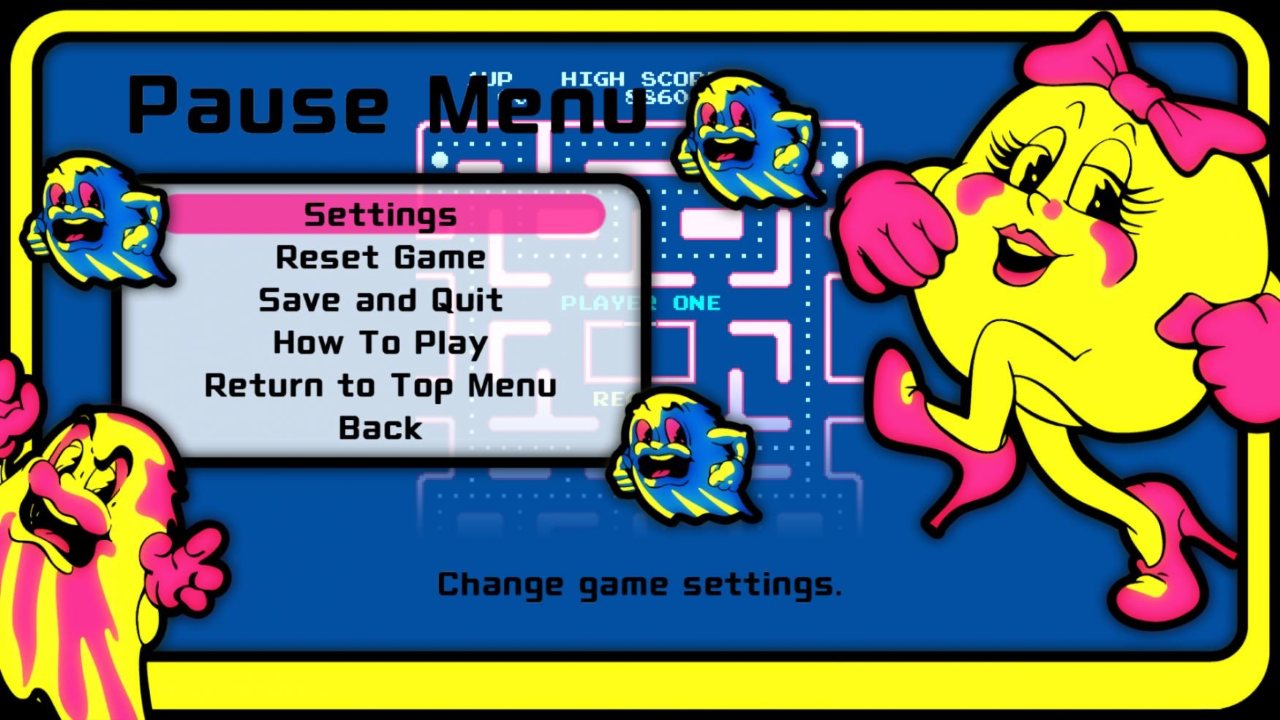 Pause Menu
HIGH SCORE
Settings
Reset Game
Save and Quit
PLAYER ONE
How To Play
Return to Top Menu
Back
Change game settings.